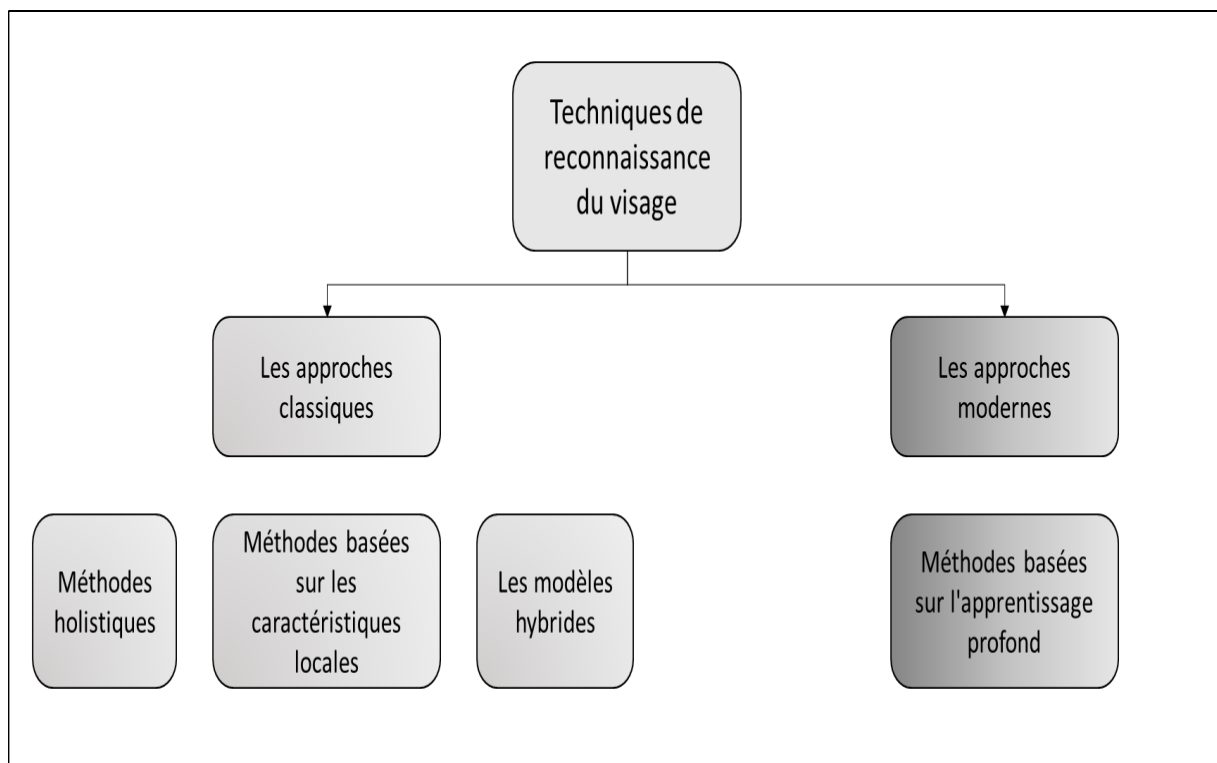 Techniques de
reconnaissance
du visage
Les approches
classiques
Les approches
modernes
Méthodes
holistiques
Méthodes basées
sur les
caractéristiques
locales
Les modèles
hybrides
Méthodes basées
sur l'apprentissage
profond